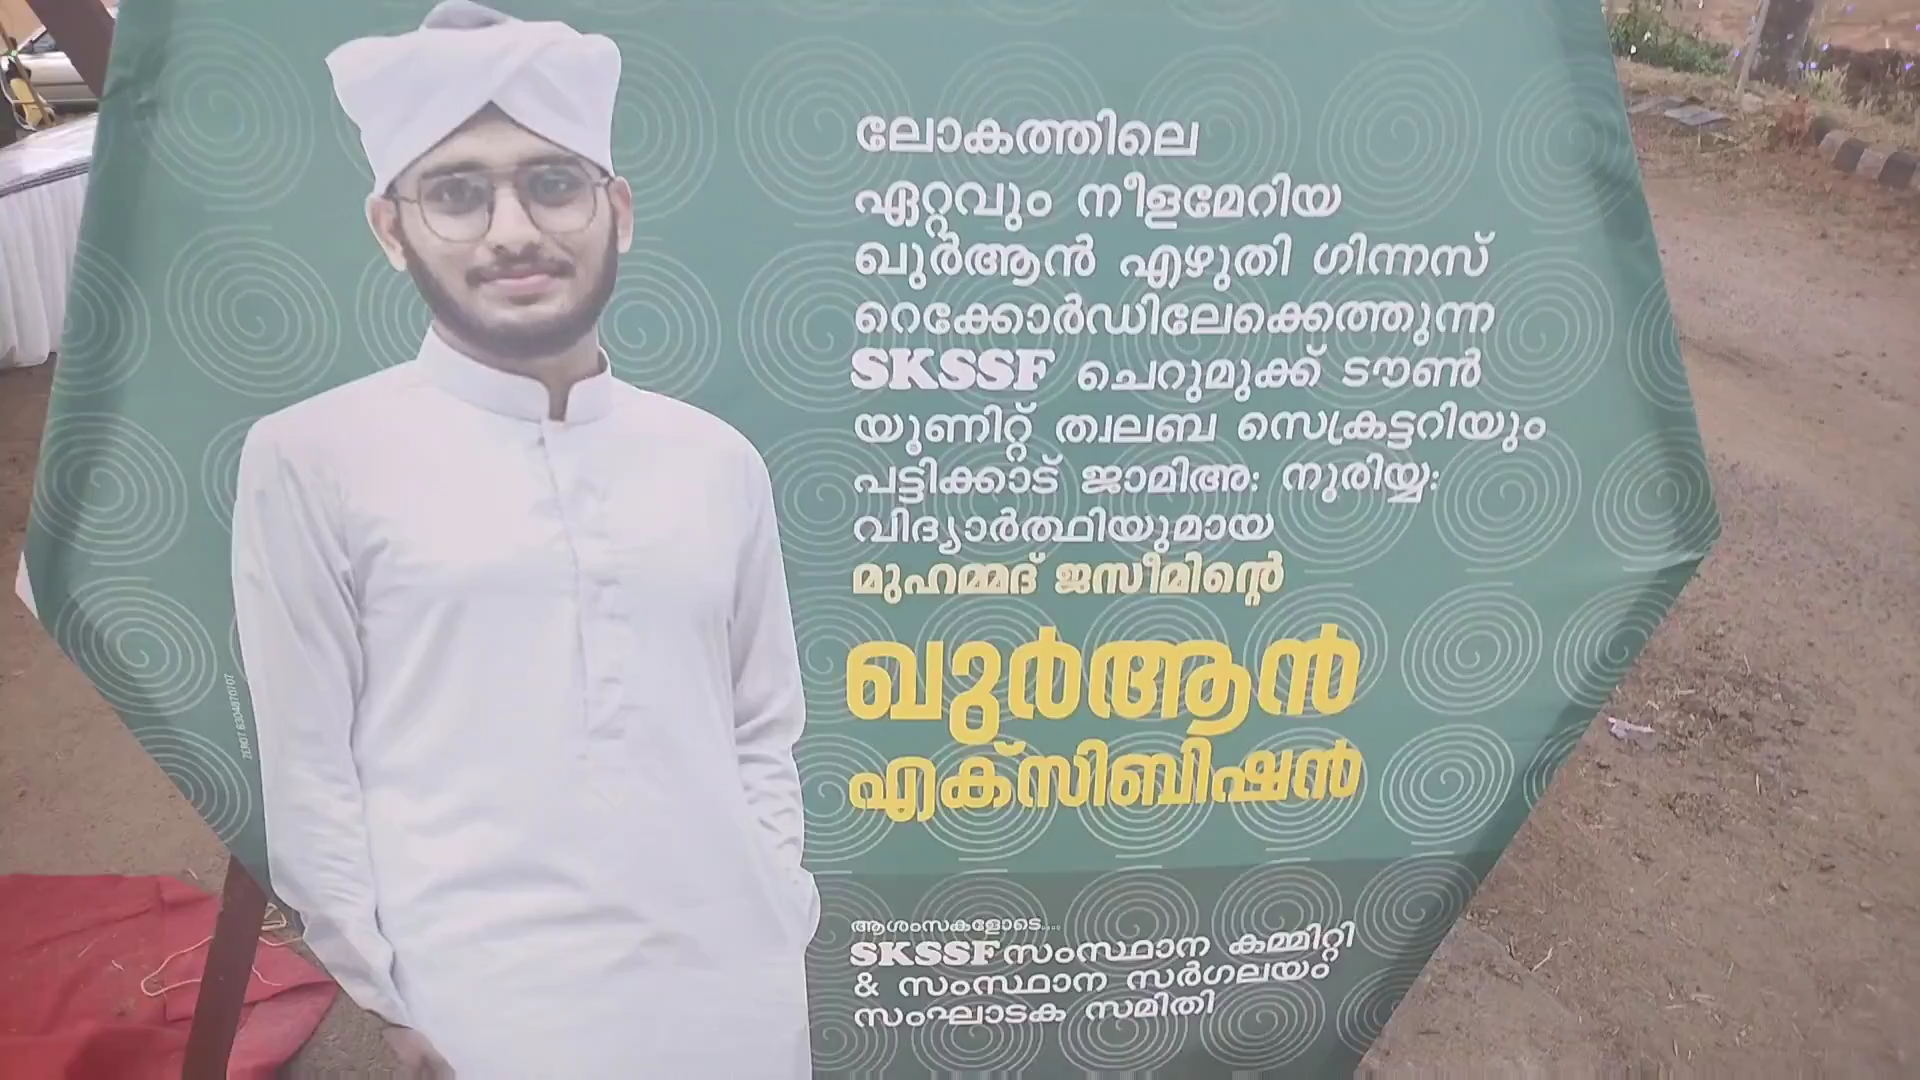 ലോകത്തിലെ
ഏറ്റവും നീളമേറിയ
ഖുർആൻ എഴുതി ഗിന്നസ്
റെക്കോർഡിലേക്കെത്തുന്ന
SKSSF ചെറുമുക്ക് ടൗൺ
യൂണിറ്റ് ത്വലബ സെക്രട്ടറിയും
പട്ടിക്കാട് ജാമിഅ: നൂരിയ്യ:
വിദ്യാർത്ഥിയുമായ
മുഹമ്മദ് ജസീമിന്റെ
ഖുർആൻ
എക്സിബിഷൻ
ആശംസകളോടെ....
SKSSF സംസ്ഥാന കമ്മിറ്റി
& സംസ്ഥാന സർഗലയം
സംഘാടക സമിതി